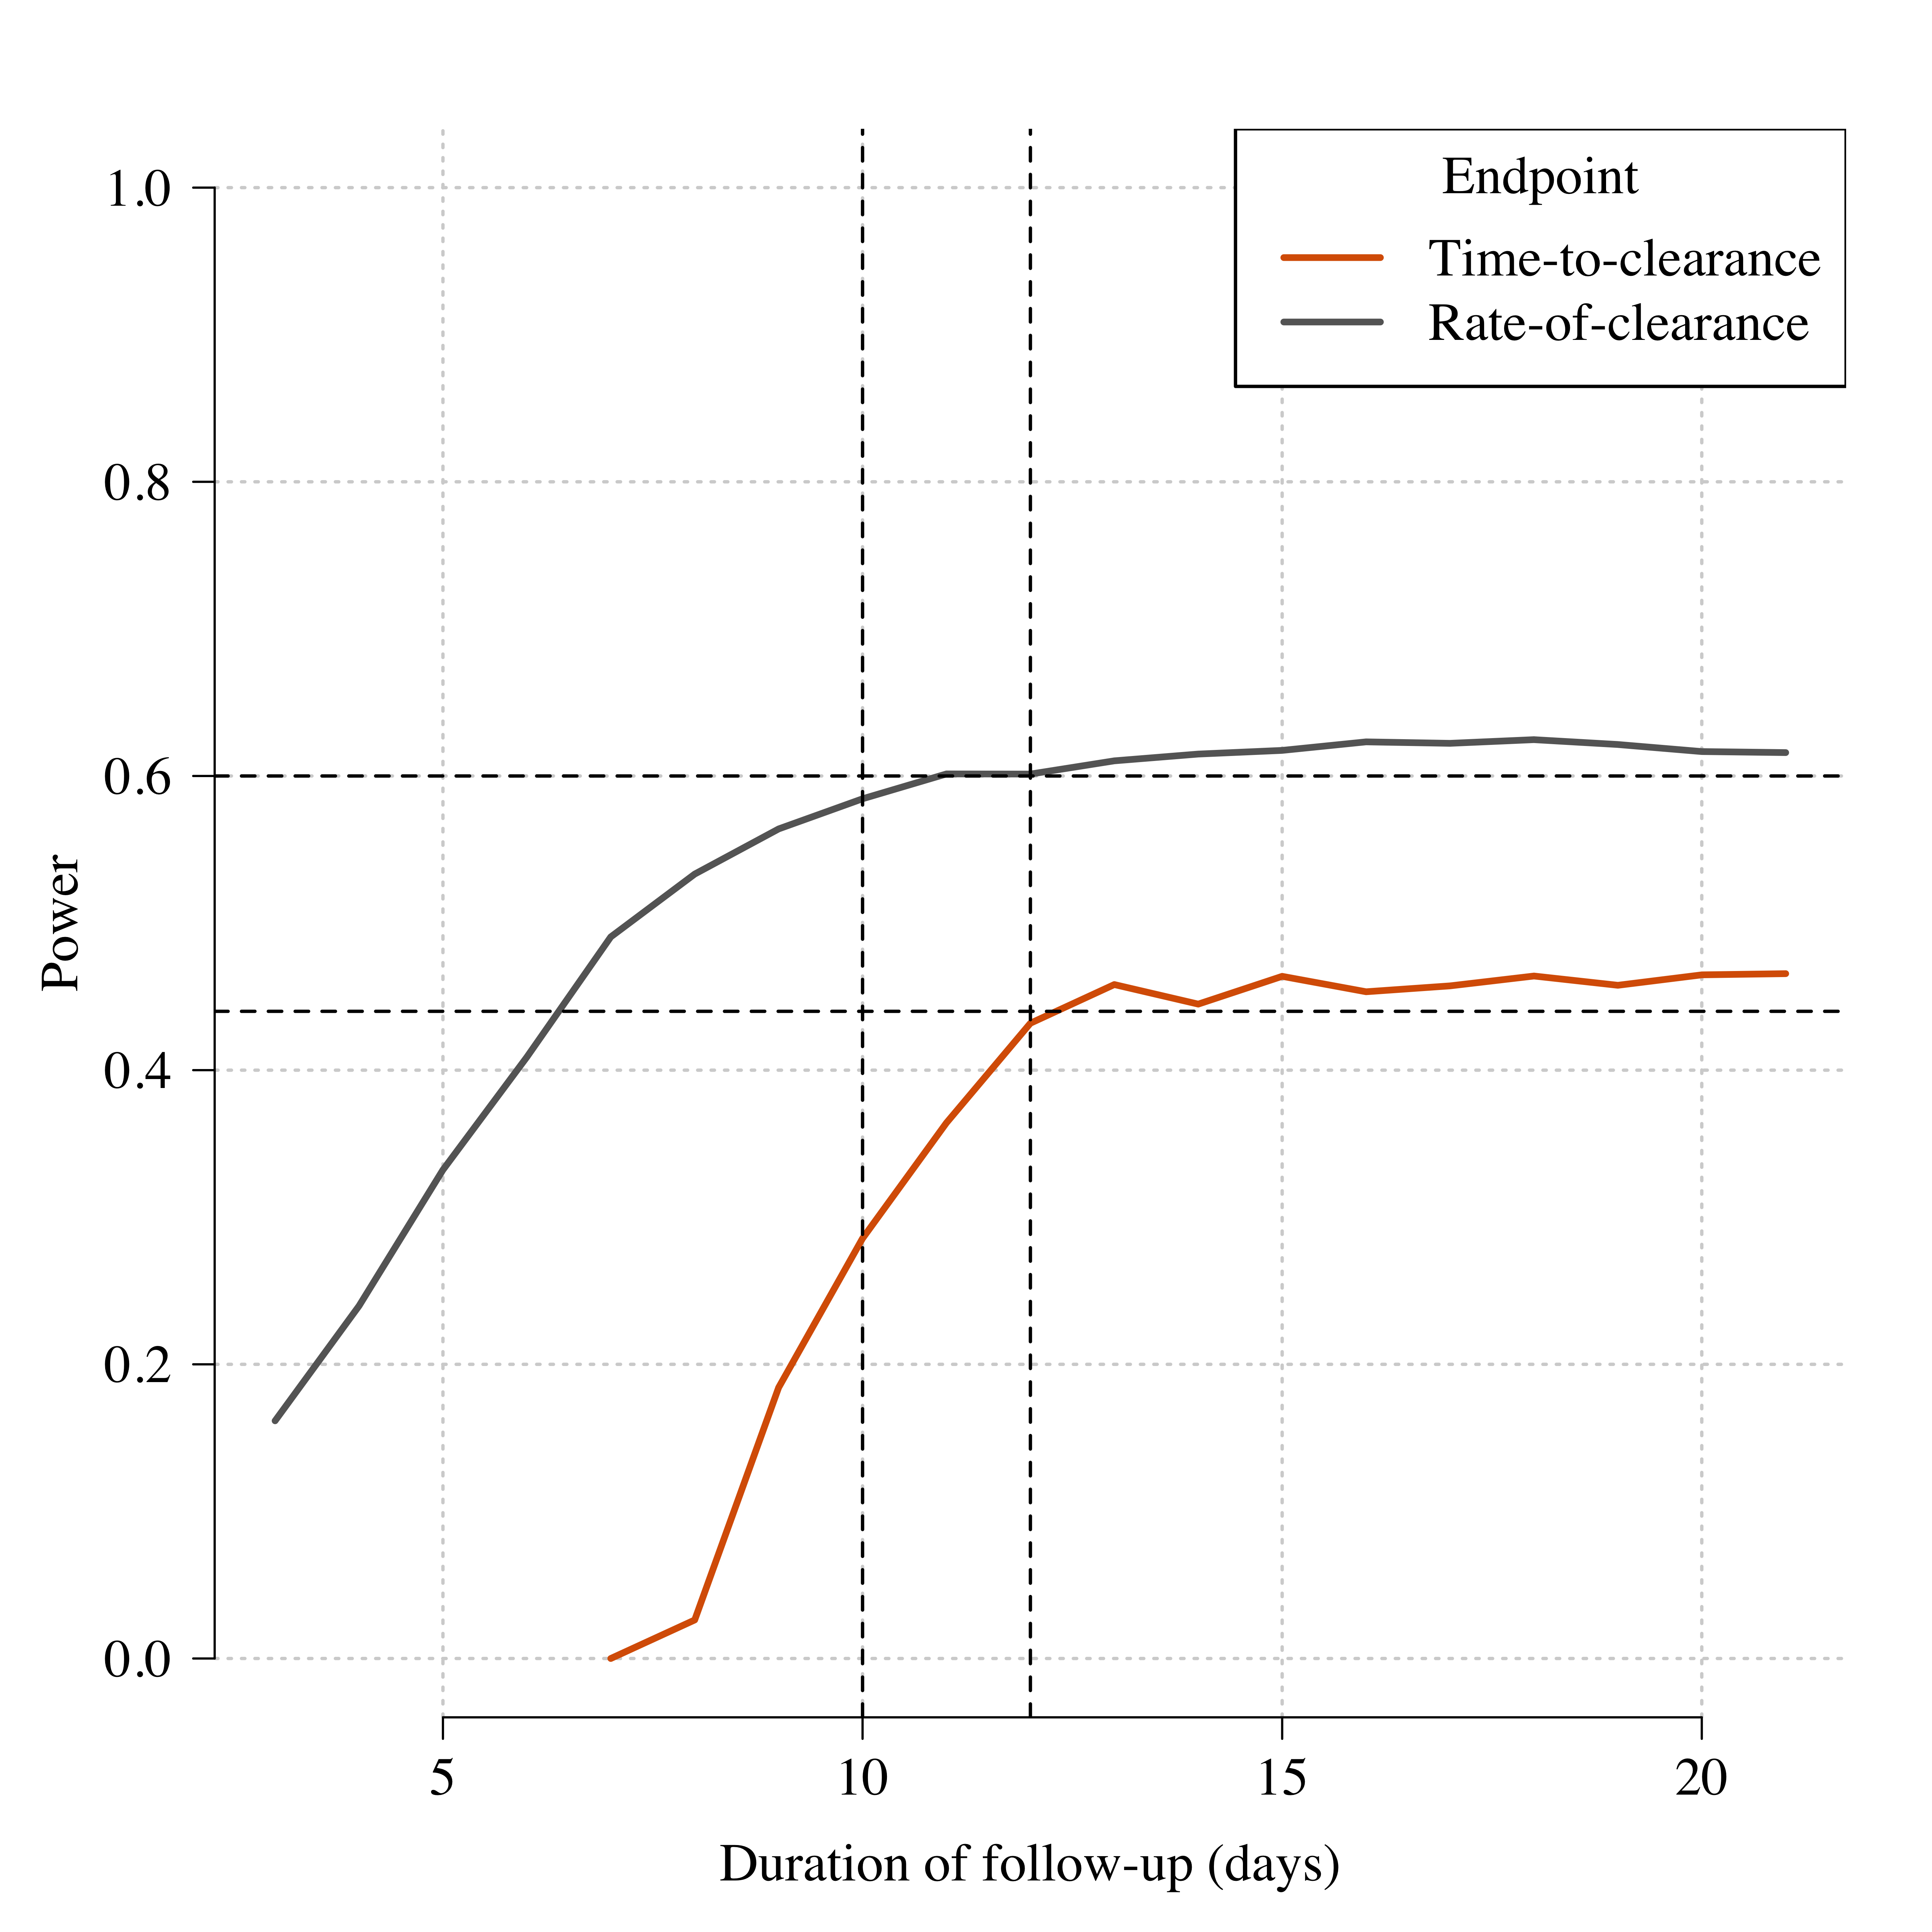 Endpoint
Time-to-clearance
Rate-of-clearance
Power
1.0
0.8
0.6
0.4
0.2
0.0
5 10 15 20
Duration of follow-up (days)